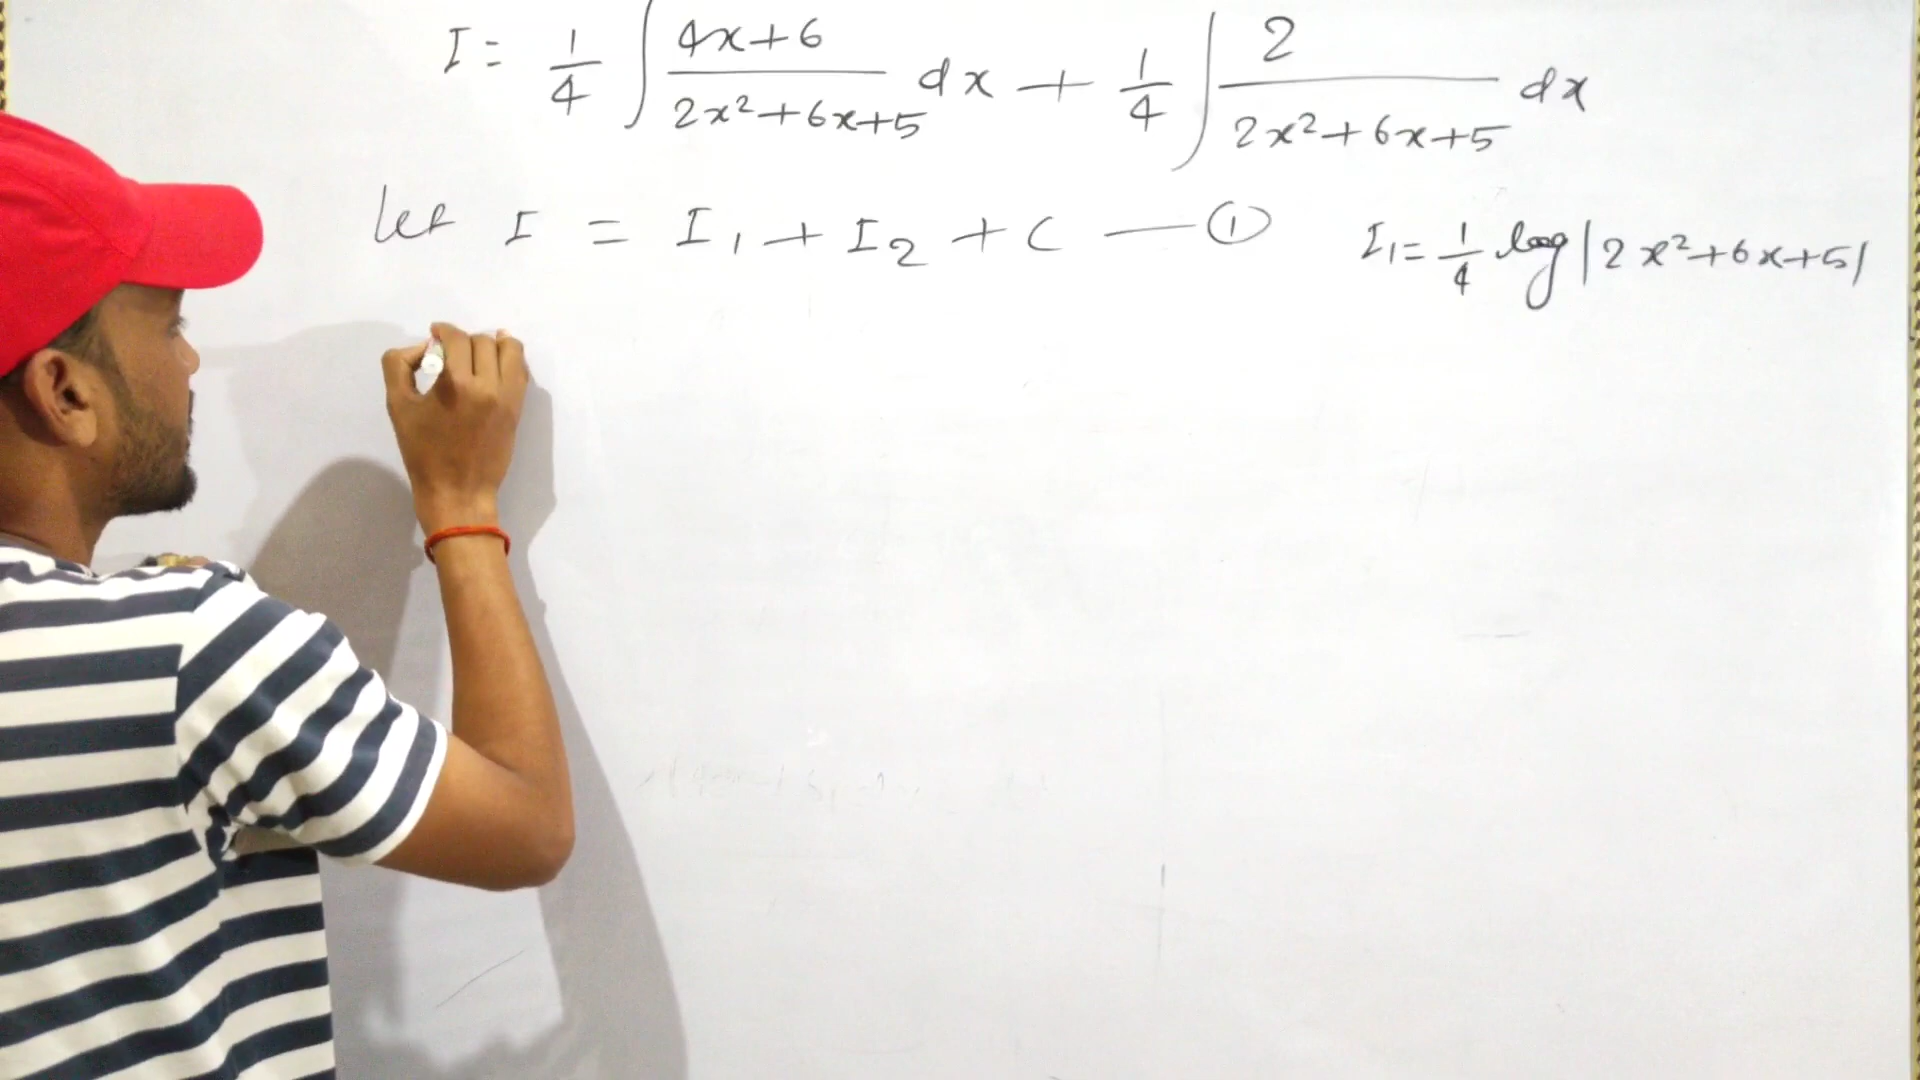 I = 1/4 ∫ (4x+6)/(2x²+6x+5) dx + 1/4 ∫ 2/(2x²+6x+5) dx
let I = I₁ + I₂ + C — ①
I₁ = 1/4 log|2x²+6x+5|